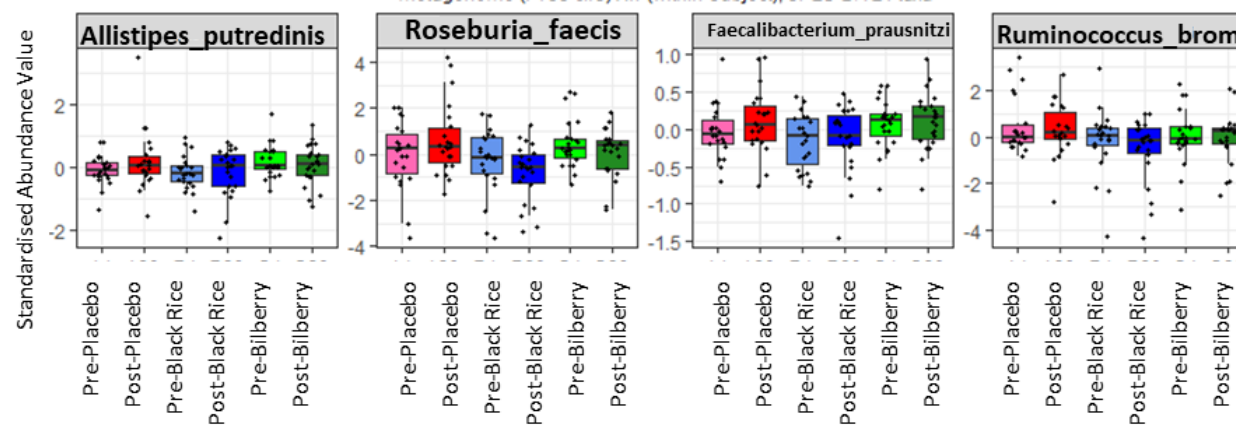 Allistipes_putredinis
Roseburia_faecis
Faecalibacterium_prausnitzi
Ruminococcus_brom
Standardised Abundance Value
2
0
-2
4
2
0
-2
-4
1.0
0.5
0.0
-0.5
-1.0
-1.5
2
0
-2
-4
Pre-Placebo
Post-Placebo
Pre-Black Rice
Post-Black Rice
Pre-Bilberry
Post-Bilberry
Pre-Placebo
Post-Placebo
Pre-Black Rice
Post-Black Rice
Pre-Bilberry
Post-Bilberry
Pre-Placebo
Post-Placebo
Pre-Black Rice
Post-Black Rice
Pre-Bilberry
Post-Bilberry
Pre-Placebo
Post-Placebo
Pre-Black Rice
Post-Black Rice
Pre-Bilberry
Post-Bilberry